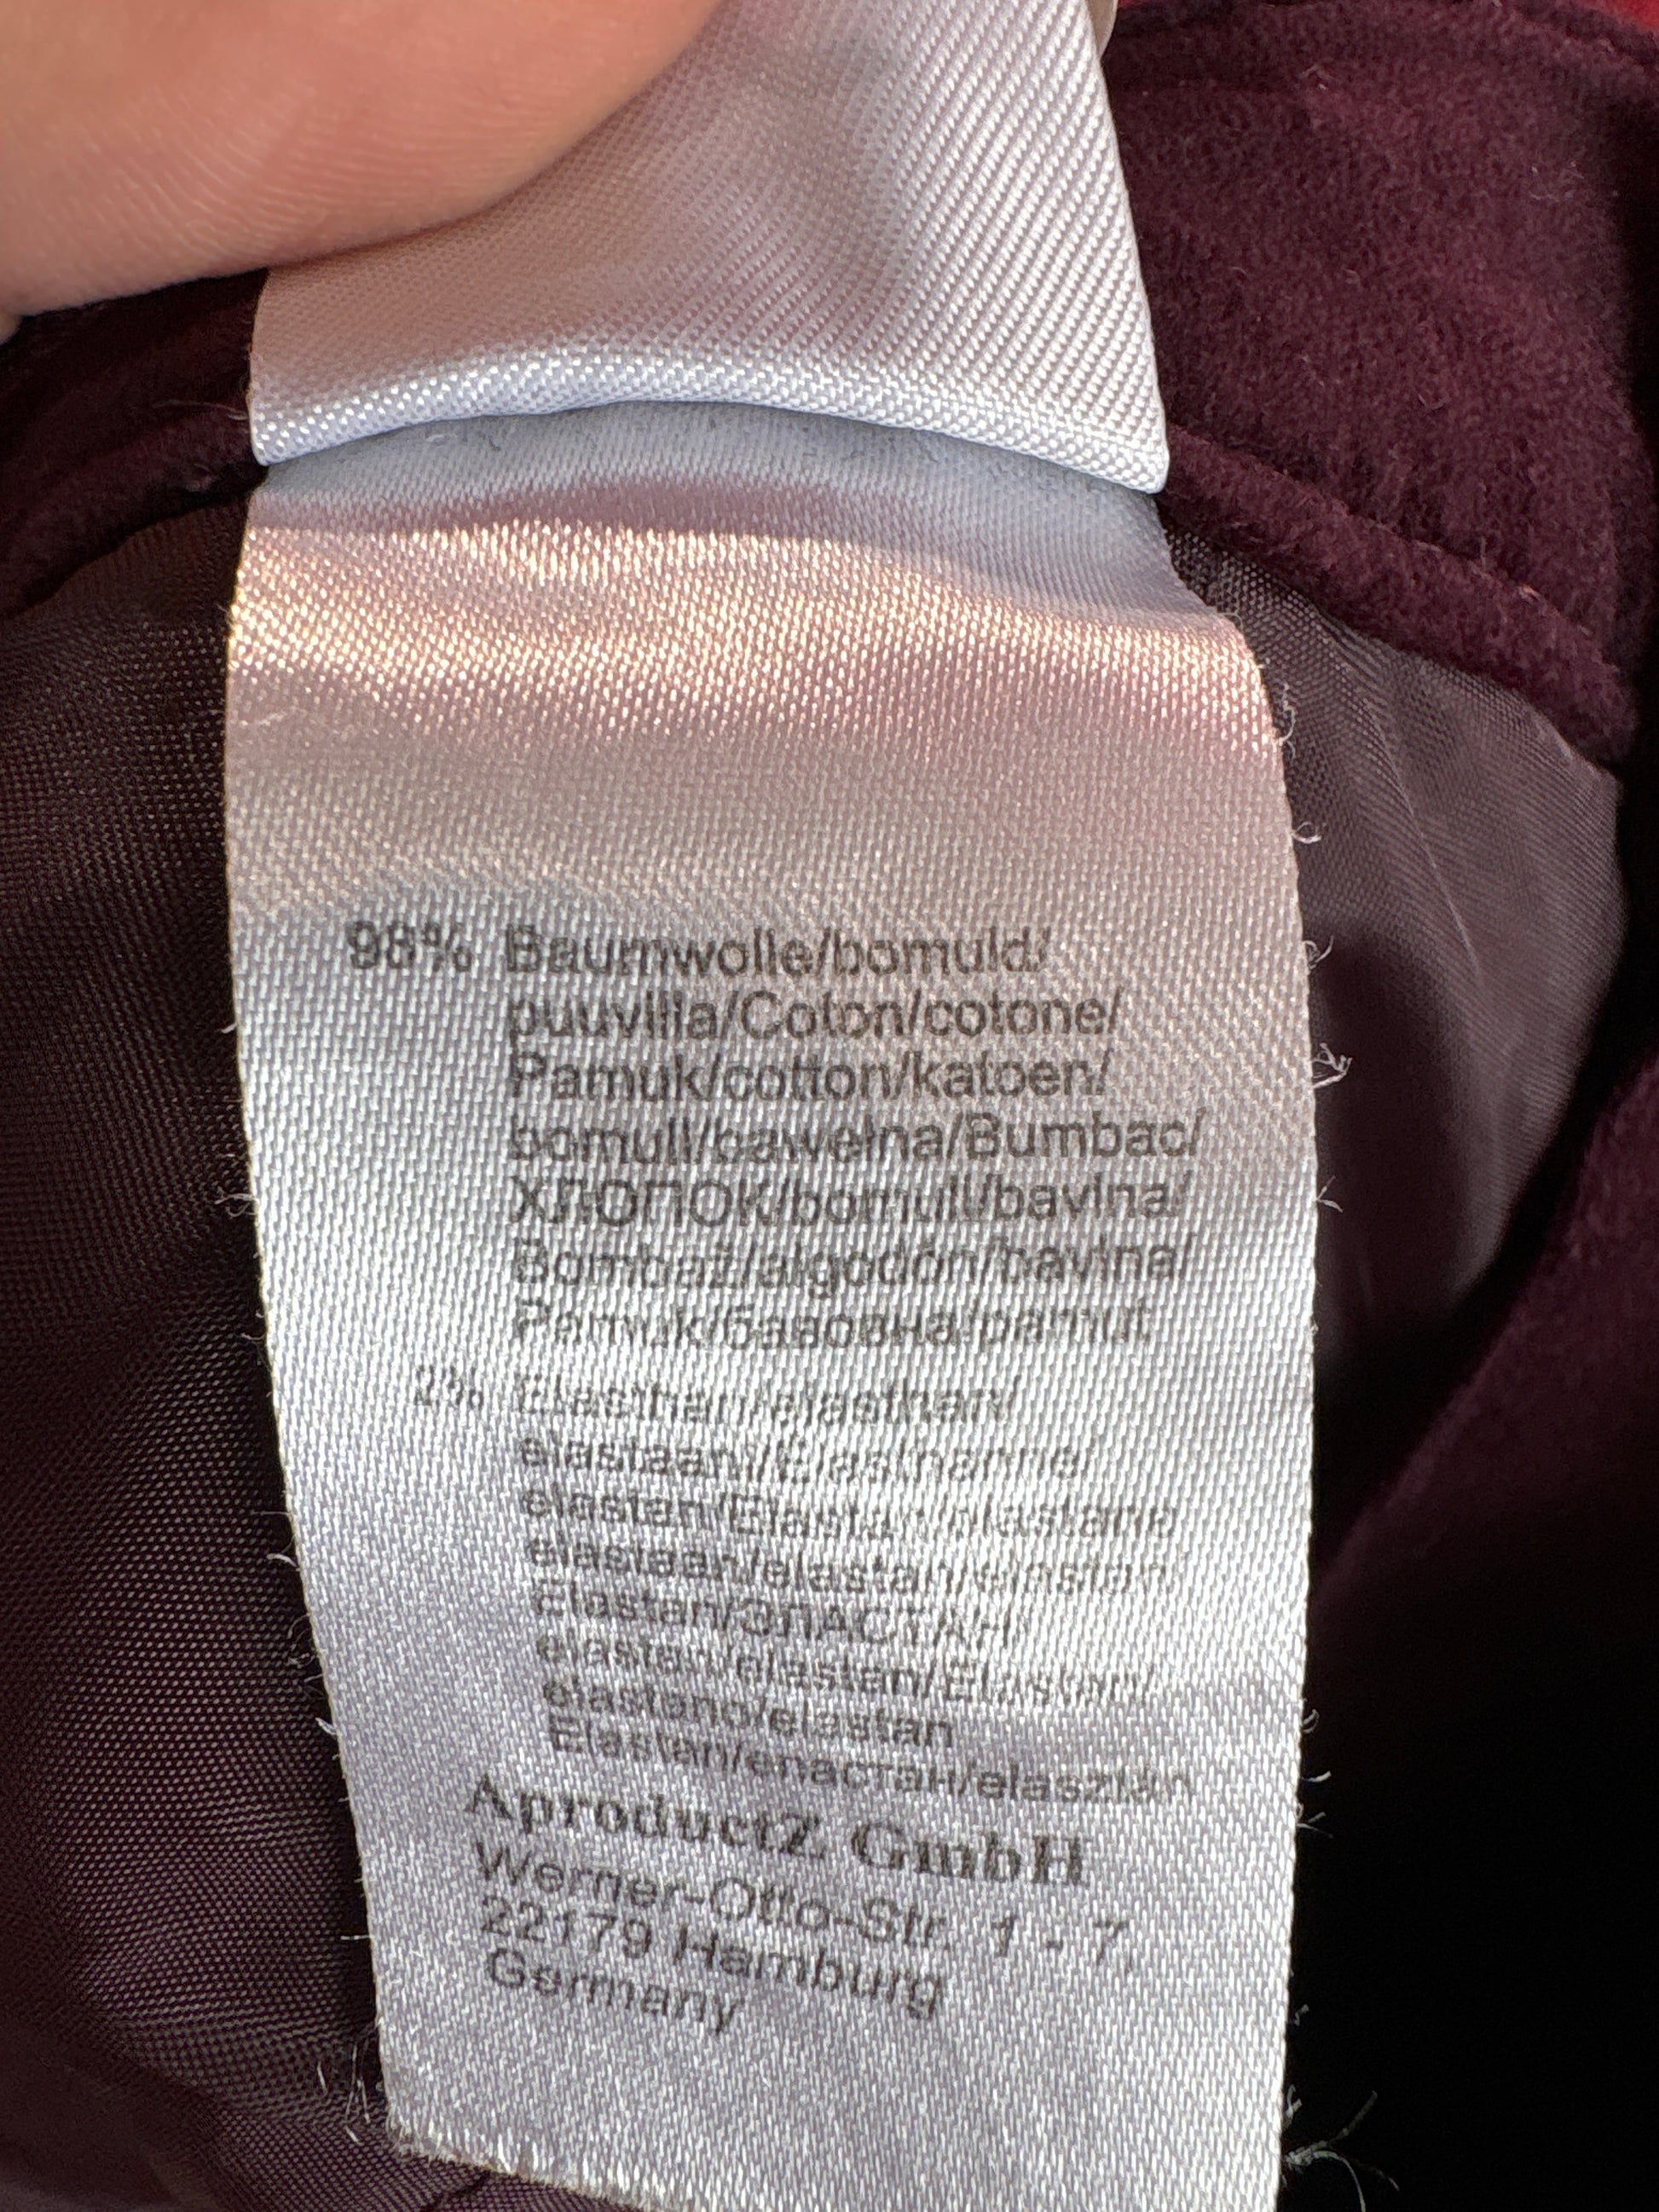 98% Baumwolle/bomuld/
puuvilla/Coton/cotone/
Pamuk/cotton/katoen/
bomull/bawełna/Bumbac/
ХЛОПОК/bomull/bavlna/
Bombaž/algodón/bavlna/
Pamuk/бавовна/pamut
2% Elasthan/elasthan/
elastaani/Elasthanne/
elastan/Elastan/elastane/
elastaan/elastan/elastan/
Elastan/ЭЛАСТАН/
elastan/elastan/Elastan/
elastano/elastan
Elastan/еластан/elasztán
AproductZ GmbH
Werner-Otto-Str. 1 - 7,
22179 Hamburg
Germany